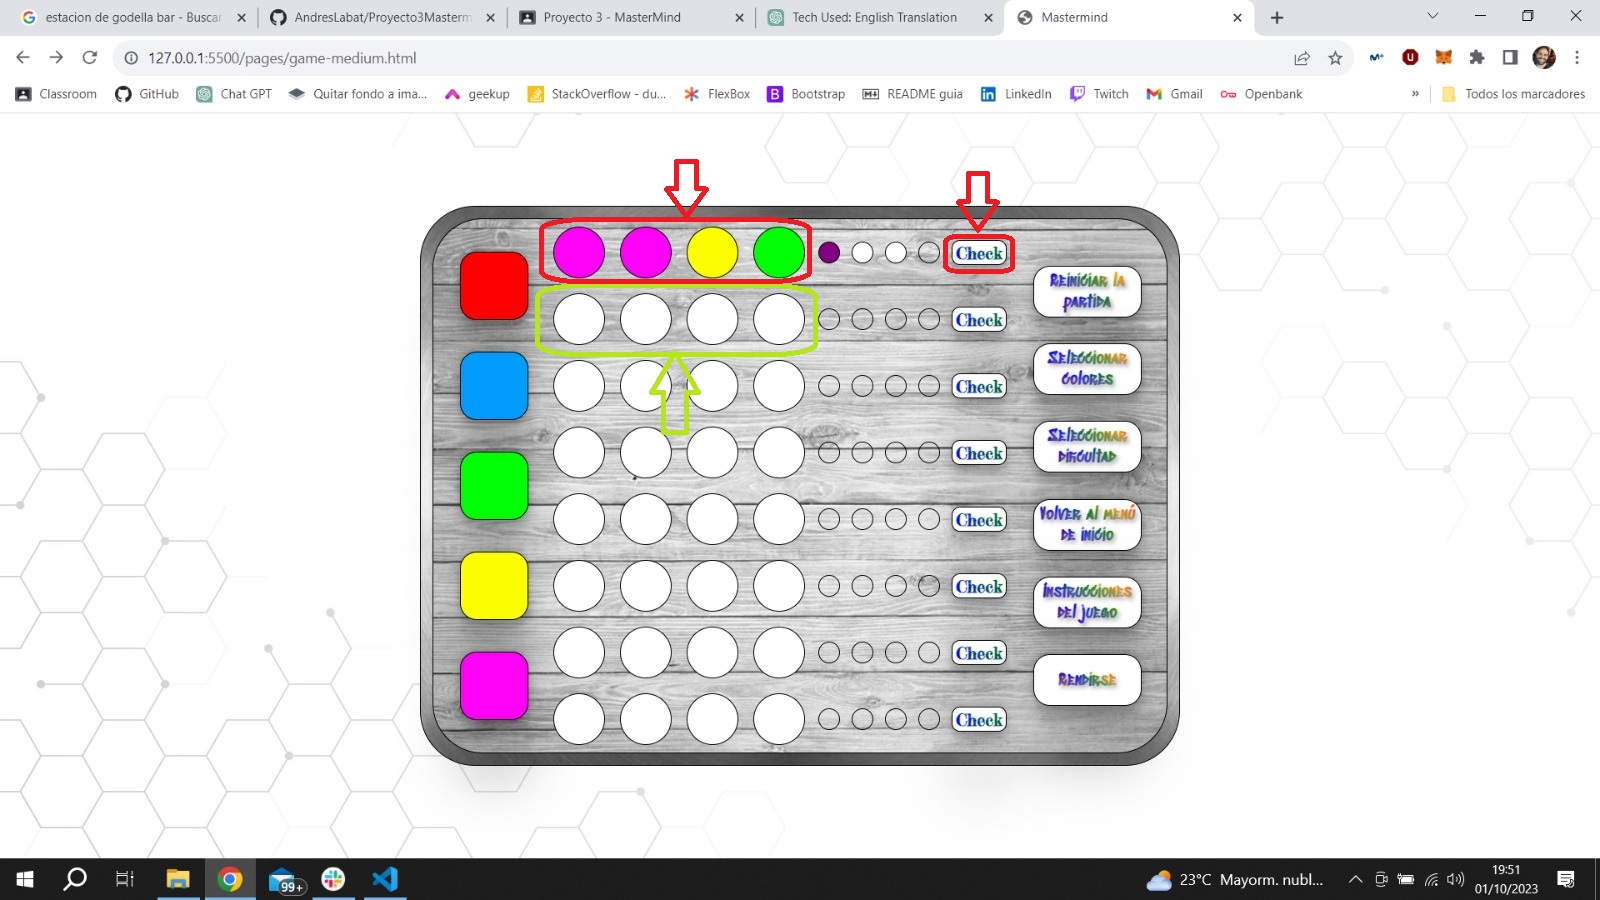 estacion de godella bar - Buscar
AndresLabat/Proyecto3Masterm
Proyecto 3 - MasterMind
Tech Used: English Translation
Mastermind
127.0.0.1:5500/pages/game-medium.html
Classroom
GitHub
Chat GPT
Quitar fondo a ima...
geekup
StackOverflow - du...
FlexBox
Bootstrap
README guia
LinkedIn
Twitch
Gmail
Openbank
»
Todos los marcadores
Check
Reiniciar la
partida
Check
Seleccionar
colores
Check
Seleccionar
dificultad
Check
Volver al menú
de inicio
Check
Instrucciones
del juego
Check
Rendirse
Check
Check
99+
23°C Mayorm. nubl...
19:51
01/10/2023